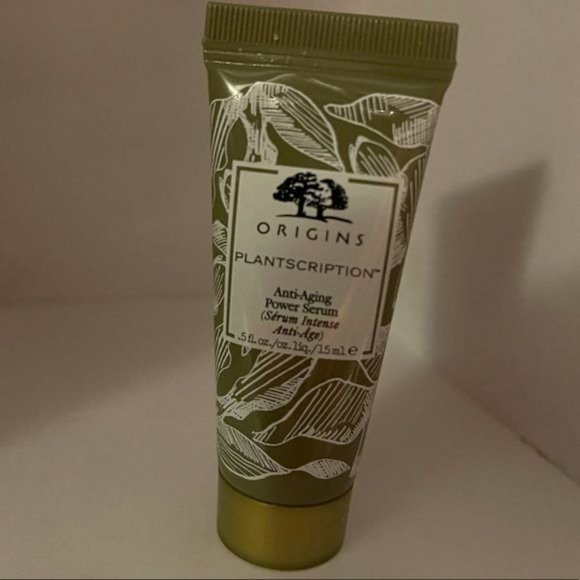 ORIGINS
PLANTSCRIPTION™
Anti-Aging
Power Serum
(Sérum Intense
Anti-Âge)
.5 fl.oz./oz.liq./15 ml e